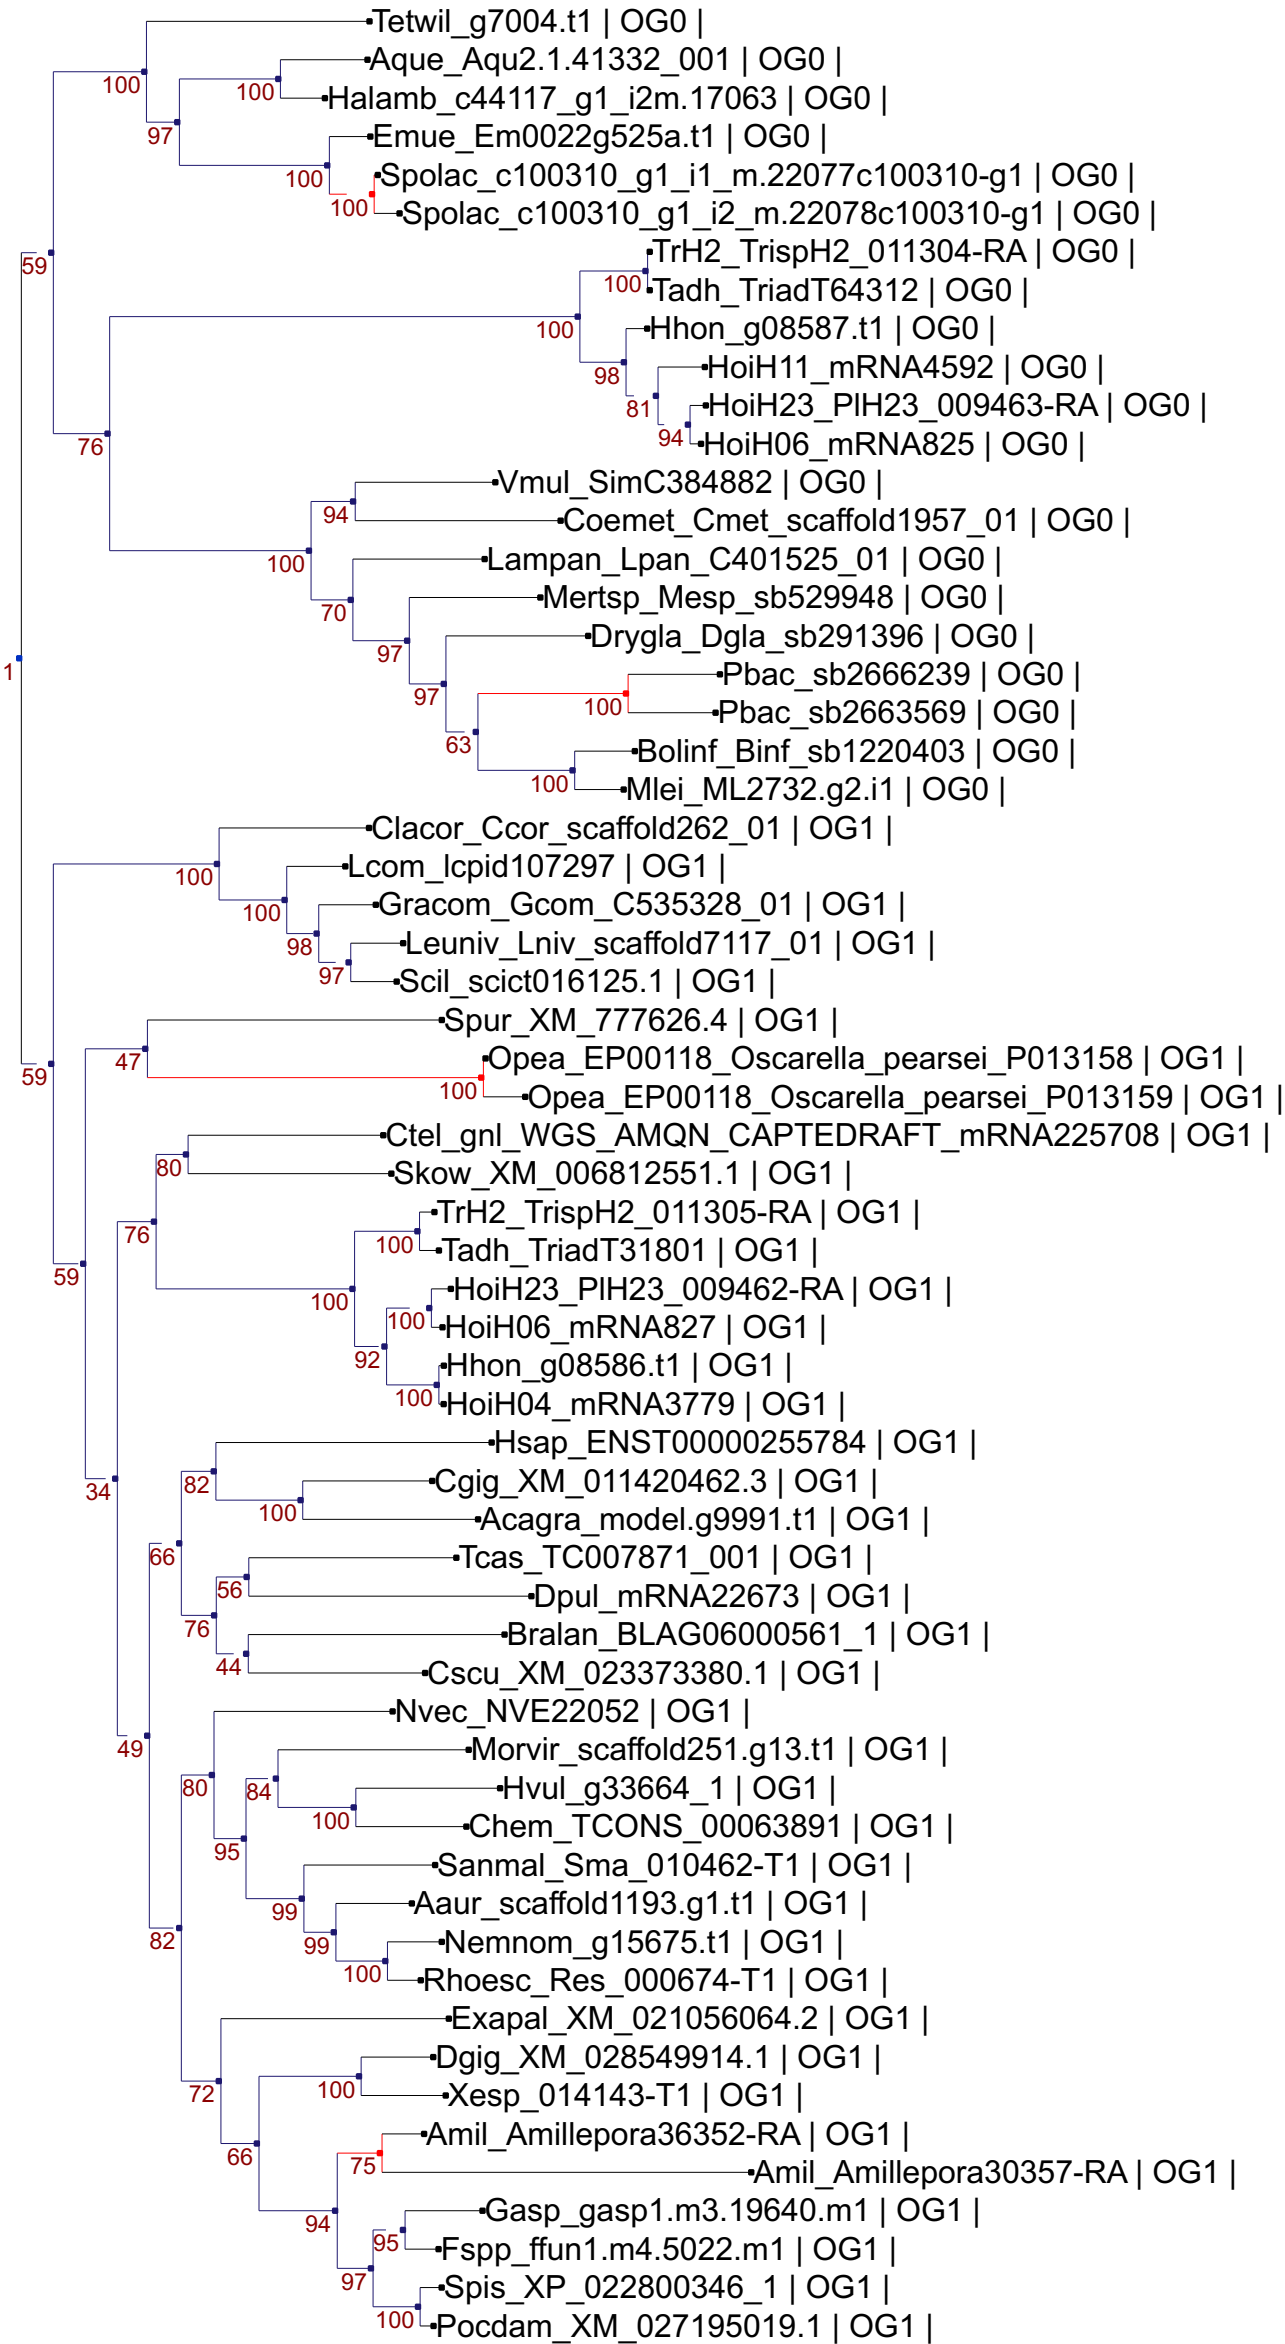 Tetwil_g7004.t1 | OG0 |
Aque_Aqu2.1.41332_001 | OG0 |
100
100
Halamb_c44117_g1_i2m.17063 | OG0 |
97
Emue_Em0022g525a.t1 | OG0 |
100
Spolac_c100310_g1_i1_m.22077c100310-g1 | OG0 |
100
Spolac_c100310_g1_i2_m.22078c100310-g1 | OG0 |
TrH2_TrispH2_011304-RA | OG0 |
59
100
Tadh_TriadT64312 | OG0 |
100
Hhon_g08587.t1 | OG0 |
98
HoiH11_mRNA4592 | OG0 |
81
HoiH23_PlH23_009463-RA | OG0 |
94
76
HoiH06_mRNA825 | OG0 |
Vmul_SimC384882 | OG0 |
94
Coemet_Cmet_scaffold1957_01 | OG0 |
100
Lampan_Lpan_C401525_01 | OG0 |
70
Mertsp_Mesp_sb529948 | OG0 |
97
Drygla_Dgla_sb291396 | OG0 |
1
Pbac_sb2666239 | OG0 |
97
100
Pbac_sb2663569 | OG0 |
63
Bolinf_Binf_sb1220403 | OG0 |
100
Mlei_ML2732.g2.i1 | OG0 |
Clacor_Ccor_scaffold262_01 | OG1 |
100
Lcom_lcpid107297 | OG1 |
100
Gracom_Gcom_C535328_01 | OG1 |
98
Leuniv_Lniv_scaffold7117_01 | OG1 |
97
Scil_scict016125.1 | OG1 |
Spur_XM_777626.4 | OG1 |
47
Opea_EP00118_Oscarella_pearsei_P013158 | OG1 |
59
100
Opea_EP00118_Oscarella_pearsei_P013159 | OG1 |
Ctel_gnl_WGS_AMQN_CAPTEDRAFT_mRNA225708 | OG1 |
80
Skow_XM_006812551.1 | OG1 |
TrH2_TrispH2_011305-RA | OG1 |
76
100
Tadh_TriadT31801 | OG1 |
59
HoiH23_PlH23_009462-RA | OG1 |
100
100
HoiH06_mRNA827 | OG1 |
92
Hhon_g08586.t1 | OG1 |
100
HoiH04_mRNA3779 | OG1 |
Hsap_ENST00000255784 | OG1 |
82
34
Cgig_XM_011420462.3 | OG1 |
100
Acagra_model.g9991.t1 | OG1 |
66
Tcas_TC007871_001 | OG1 |
56
Dpul_mRNA22673 | OG1 |
76
Bralan_BLAG06000561_1 | OG1 |
44
Cscu_XM_023373380.1 | OG1 |
Nvec_NVE22052 | OG1 |
49
Morvir_scaffold251.g13.t1 | OG1 |
80
84
Hvul_g33664_1 | OG1 |
100
Chem_TCONS_00063891 | OG1 |
95
Sanmal_Sma_010462-T1 | OG1 |
99
Aaur_scaffold1193.g1.t1 | OG1 |
82
99
Nemnom_g15675.t1 | OG1 |
100
Rhoesc_Res_000674-T1 | OG1 |
Exapal_XM_021056064.2 | OG1 |
Dgig_XM_028549914.1 | OG1 |
72
100
Xesp_014143-T1 | OG1 |
Amil_Amillepora36352-RA | OG1 |
66
75
Amil_Amillepora30357-RA | OG1 |
Gasp_gasp1.m3.19640.m1 | OG1 |
94
95
Fspp_ffun1.m4.5022.m1 | OG1 |
97
Spis_XP_022800346_1 | OG1 |
100
Pocdam_XM_027195019.1 | OG1 |